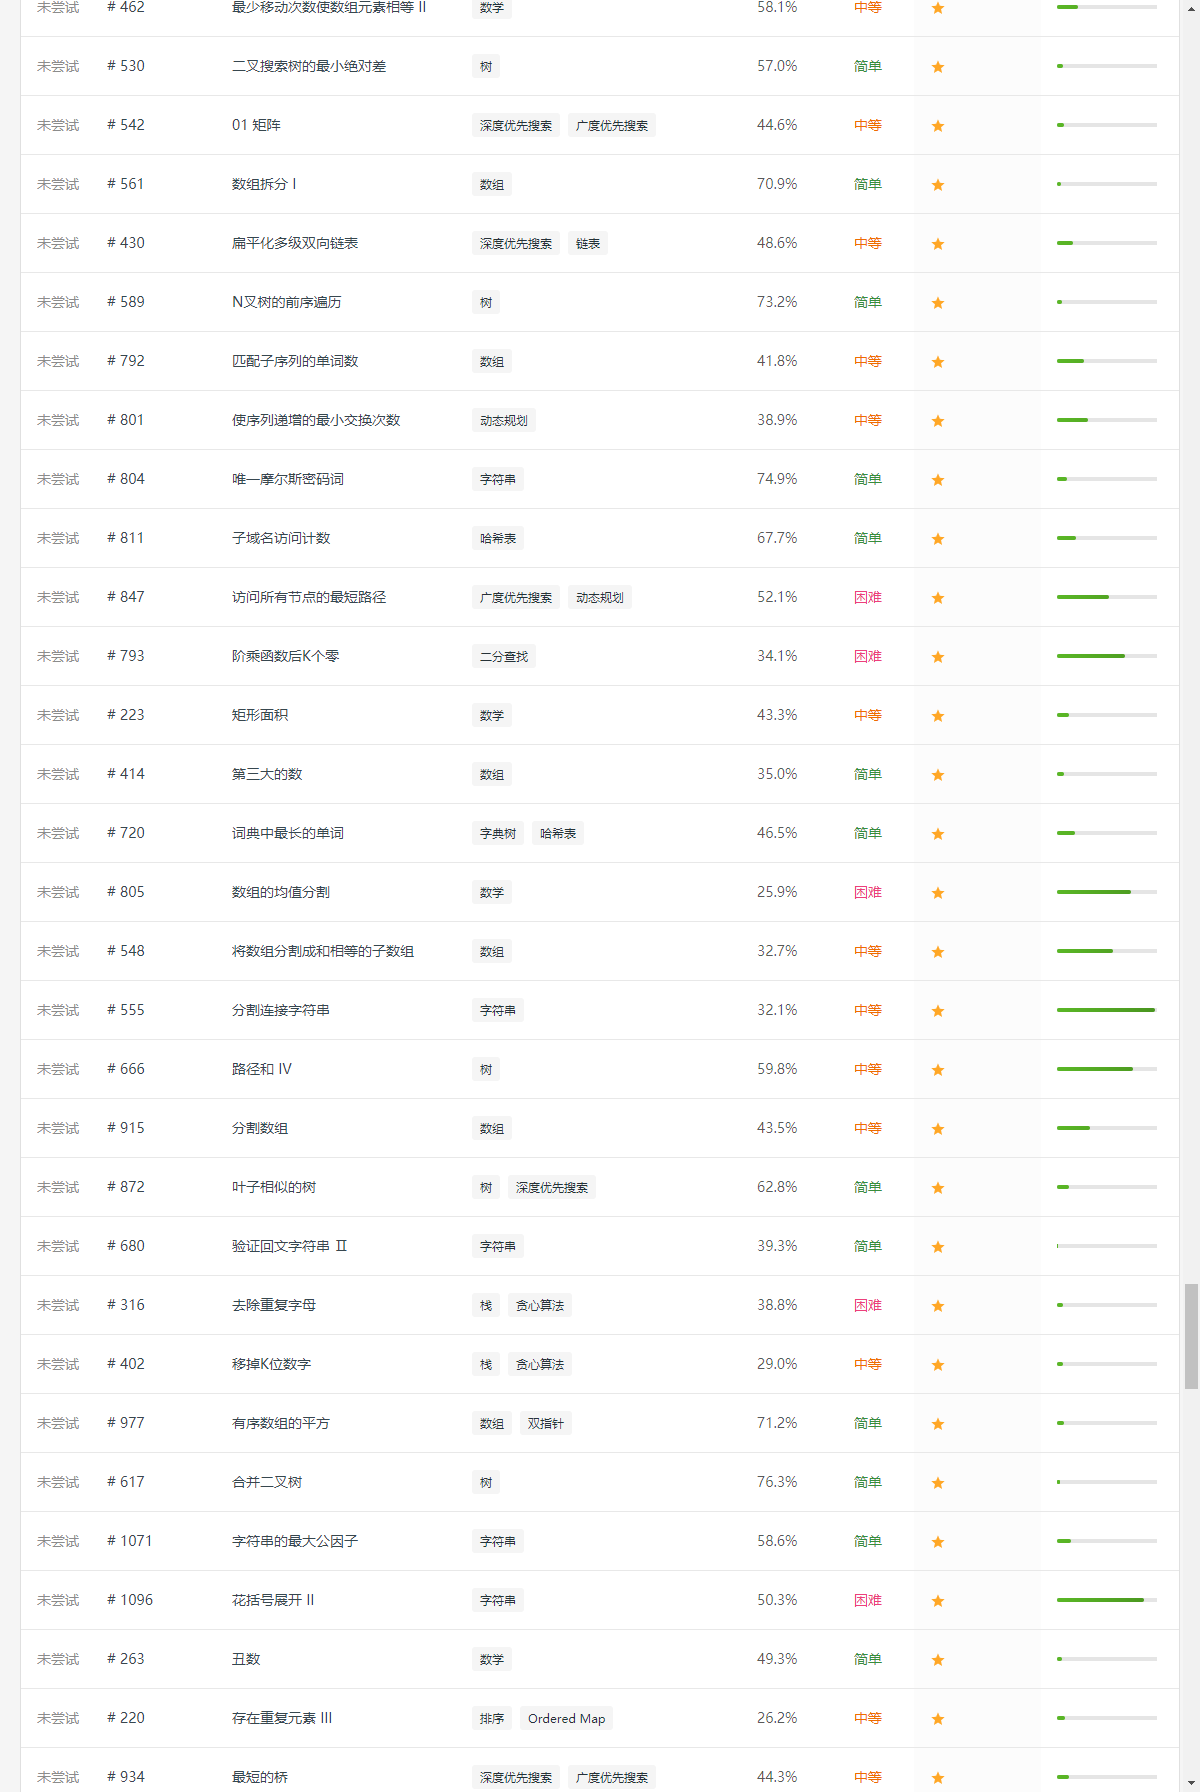 未尝试 # 462 最少移动次数使数组元素相等 II 数学 58.1% 中等
未尝试 # 530 二叉搜索树的最小绝对差 树 57.0% 简单
未尝试 # 542 01 矩阵 深度优先搜索 广度优先搜索 44.6% 中等
未尝试 # 561 数组拆分 I 数组 70.9% 简单
未尝试 # 430 扁平化多级双向链表 深度优先搜索 链表 48.6% 中等
未尝试 # 589 N叉树的前序遍历 树 73.2% 简单
未尝试 # 792 匹配子序列的单词数 数组 41.8% 中等
未尝试 # 801 使序列递增的最小交换次数 动态规划 38.9% 中等
未尝试 # 804 唯一摩尔斯密码词 字符串 74.9% 简单
未尝试 # 811 子域名访问计数 哈希表 67.7% 简单
未尝试 # 847 访问所有节点的最短路径 广度优先搜索 动态规划 52.1% 困难
未尝试 # 793 阶乘函数后K个零 二分查找 34.1% 困难
未尝试 # 223 矩形面积 数学 43.3% 中等
未尝试 # 414 第三大的数 数组 35.0% 简单
未尝试 # 720 词典中最长的单词 字典树 哈希表 46.5% 简单
未尝试 # 805 数组的均值分割 数学 25.9% 困难
未尝试 # 548 将数组分割成和相等的子数组 数组 32.7% 中等
未尝试 # 555 分割连接字符串 字符串 32.1% 中等
未尝试 # 666 路径和 IV 树 59.8% 中等
未尝试 # 915 分割数组 数组 43.5% 中等
未尝试 # 872 叶子相似的树 树 深度优先搜索 62.8% 简单
未尝试 # 680 验证回文字符串 Ⅱ 字符串 39.3% 简单
未尝试 # 316 去除重复字母 栈 贪心算法 38.8% 困难
未尝试 # 402 移掉K位数字 栈 贪心算法 29.0% 中等
未尝试 # 977 有序数组的平方 数组 双指针 71.2% 简单
未尝试 # 617 合并二叉树 树 76.3% 简单
未尝试 # 1071 字符串的最大公因子 字符串 58.6% 简单
未尝试 # 1096 花括号展开 II 字符串 50.3% 困难
未尝试 # 263 丑数 数学 49.3% 简单
未尝试 # 220 存在重复元素 III 排序 Ordered Map 26.2% 中等
未尝试 # 934 最短的桥 深度优先搜索 广度优先搜索 44.3% 中等